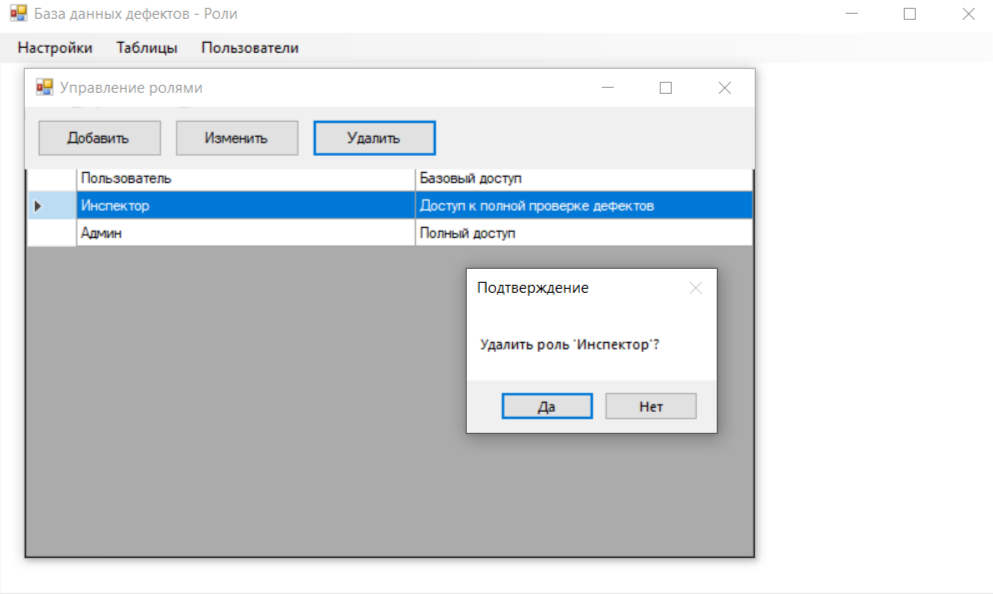 База данных дефектов - Роли
Настройки Таблицы Пользователи
Управление ролями
Добавить Изменить Удалить
Пользователь Базовый доступ
Инспектор Доступ к полной проверке дефектов
Админ Полный доступ
Подтверждение
Удалить роль 'Инспектор'?
Да Нет